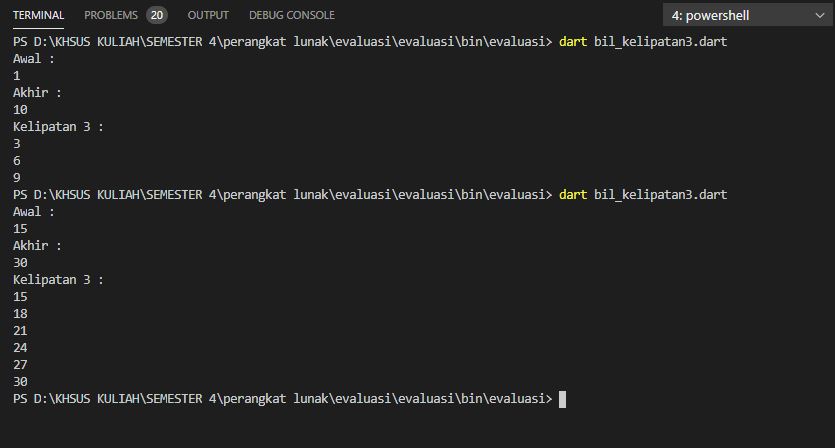 TERMINAL PROBLEMS 20 OUTPUT DEBUG CONSOLE 4: powershell
PS D:\KHSUS KULIAH\SEMESTER 4\perangkat lunak\evaluasi\evaluasi\bin\evaluasi> dart bil_kelipatan3.dart
Awal :
1
Akhir :
10
Kelipatan 3 :
3
6
9
PS D:\KHSUS KULIAH\SEMESTER 4\perangkat lunak\evaluasi\evaluasi\bin\evaluasi> dart bil_kelipatan3.dart
Awal :
15
Akhir :
30
Kelipatan 3 :
15
18
21
24
27
30
PS D:\KHSUS KULIAH\SEMESTER 4\perangkat lunak\evaluasi\evaluasi\bin\evaluasi>